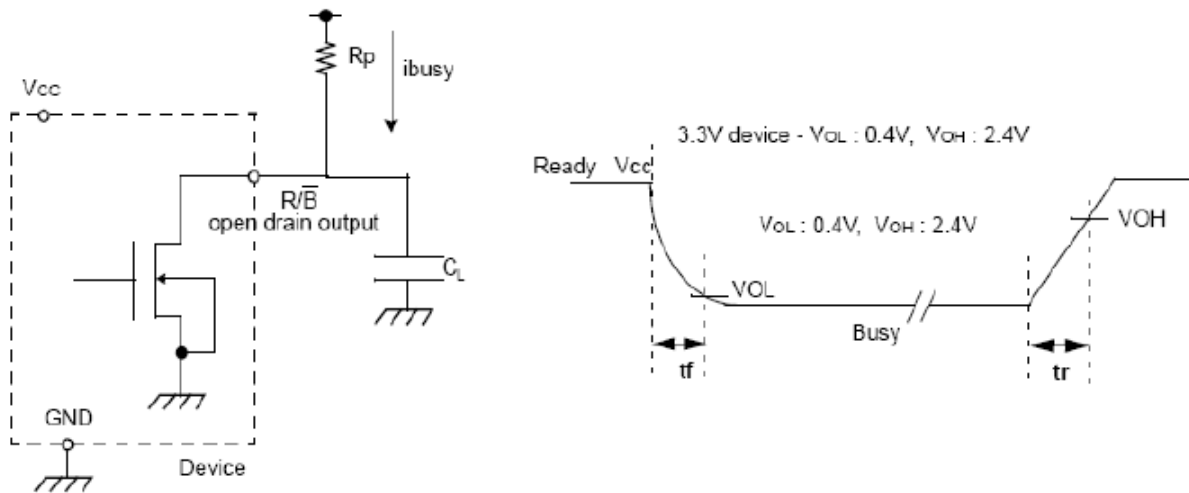 Rp
ibusy
Vcc
R/B̅
open drain output
CL
GND
Device
3.3V device - VOL : 0.4V, VOH : 2.4V
Ready Vcc
VOL : 0.4V, VOH : 2.4V
VOH
VOL
Busy
tf
tr